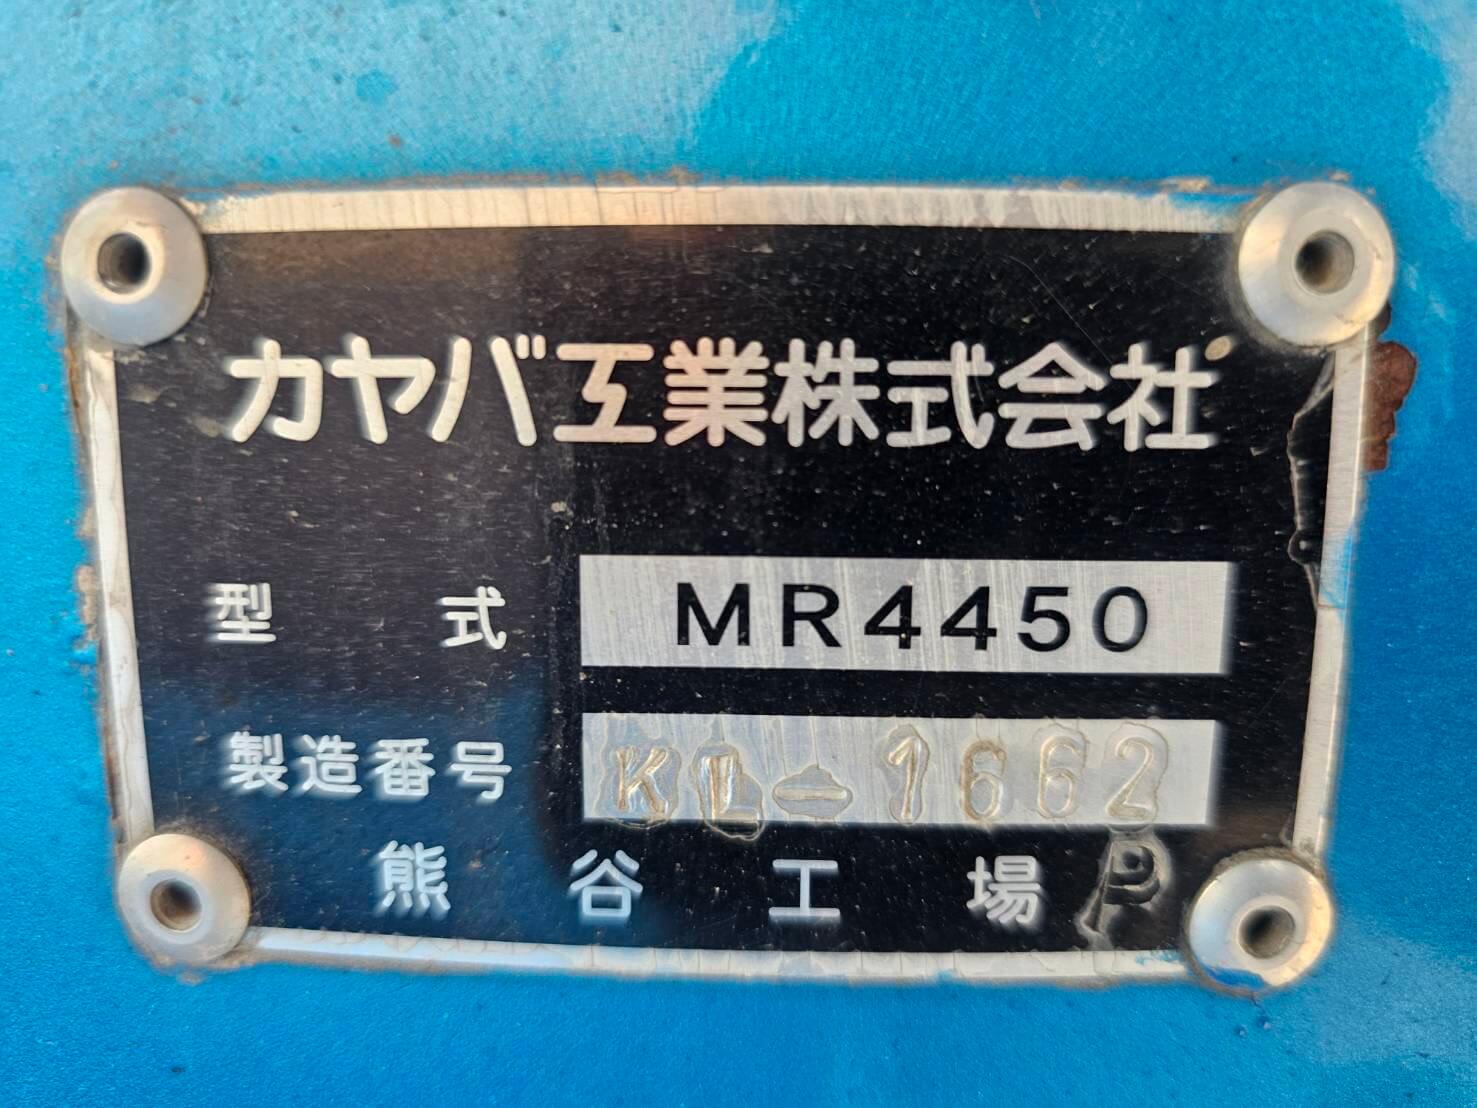 カヤバ工業株式会社
型式 MR4450
製造番号 KL-1662
熊谷工場 P